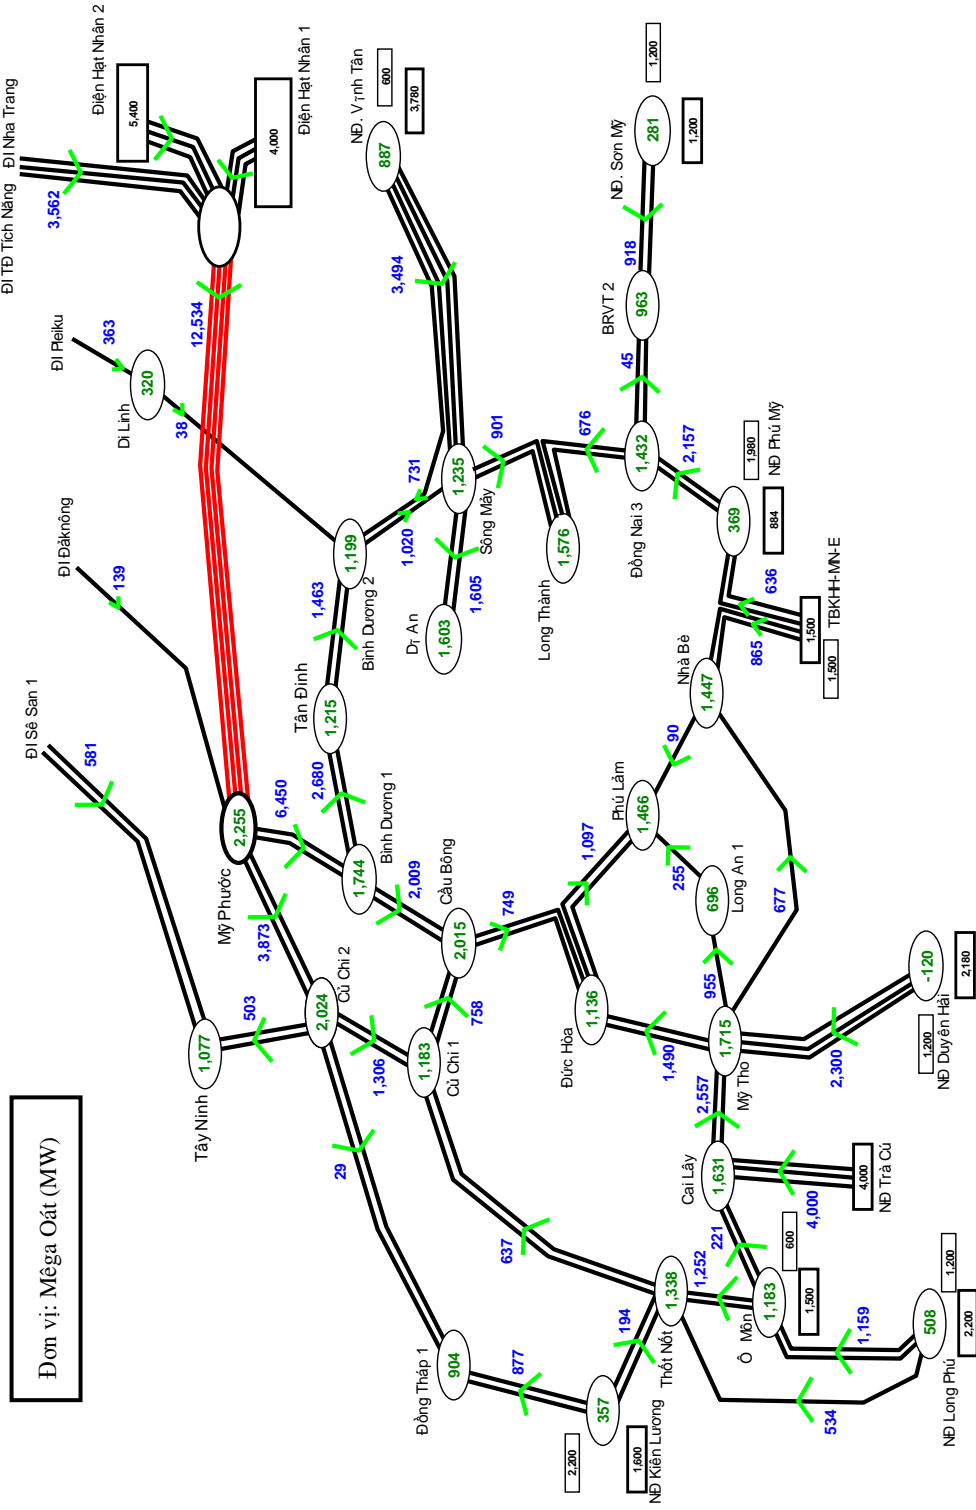 Đơn vị: Mêga Oát (MW)
ĐI TĐ Tích Năng
ĐI Nha Trang
3,562
Điện Hạt Nhân 2
5,400
4,000
Điện Hạt Nhân 1
12,534
ĐI Pleiku
363
320
Di Linh
38
NĐ. Vĩnh Tân
600
3,780
887
3,494
ĐI Đắknông
139
ĐI Sê San 1
581
Mỹ Phước
2,255
6,450
3,873
Tây Ninh
1,077
503
Củ Chi 2
2,024
29
1,306
Củ Chi 1
1,183
758
637
Bình Dương 1
1,744
2,680
2,009
Tân Định
1,215
1,463
Bình Dương 2
1,199
1,020
731
Sông Mây
1,235
901
1,605
Dĩ An
1,603
Long Thành
1,576
676
Đồng Nai 3
1,432
45
2,157
BRVT 2
963
918
NĐ. Sơn Mỹ
281
1,200
1,200
NĐ Phú Mỹ
1,980
884
369
636
TBKHH-MN-E
1,500
1,500
865
Nhà Bè
1,447
90
Phú Lâm
1,466
255
Long An 1
696
677
955
Cầu Bông
2,015
749
1,097
Đức Hòa
1,136
1,490
Mỹ Tho
1,715
2,300
-120
NĐ Duyên Hải
1,200
2,180
2,557
Cai Lậy
1,631
4,000
4,000
NĐ Trà Cú
221
Ô Môn
1,183
600
1,500
1,252
1,159
Thốt Nốt
1,338
194
534
NĐ Long Phú
508
1,200
2,200
Đồng Tháp 1
904
877
357
NĐ Kiên Lương
2,200
1,600